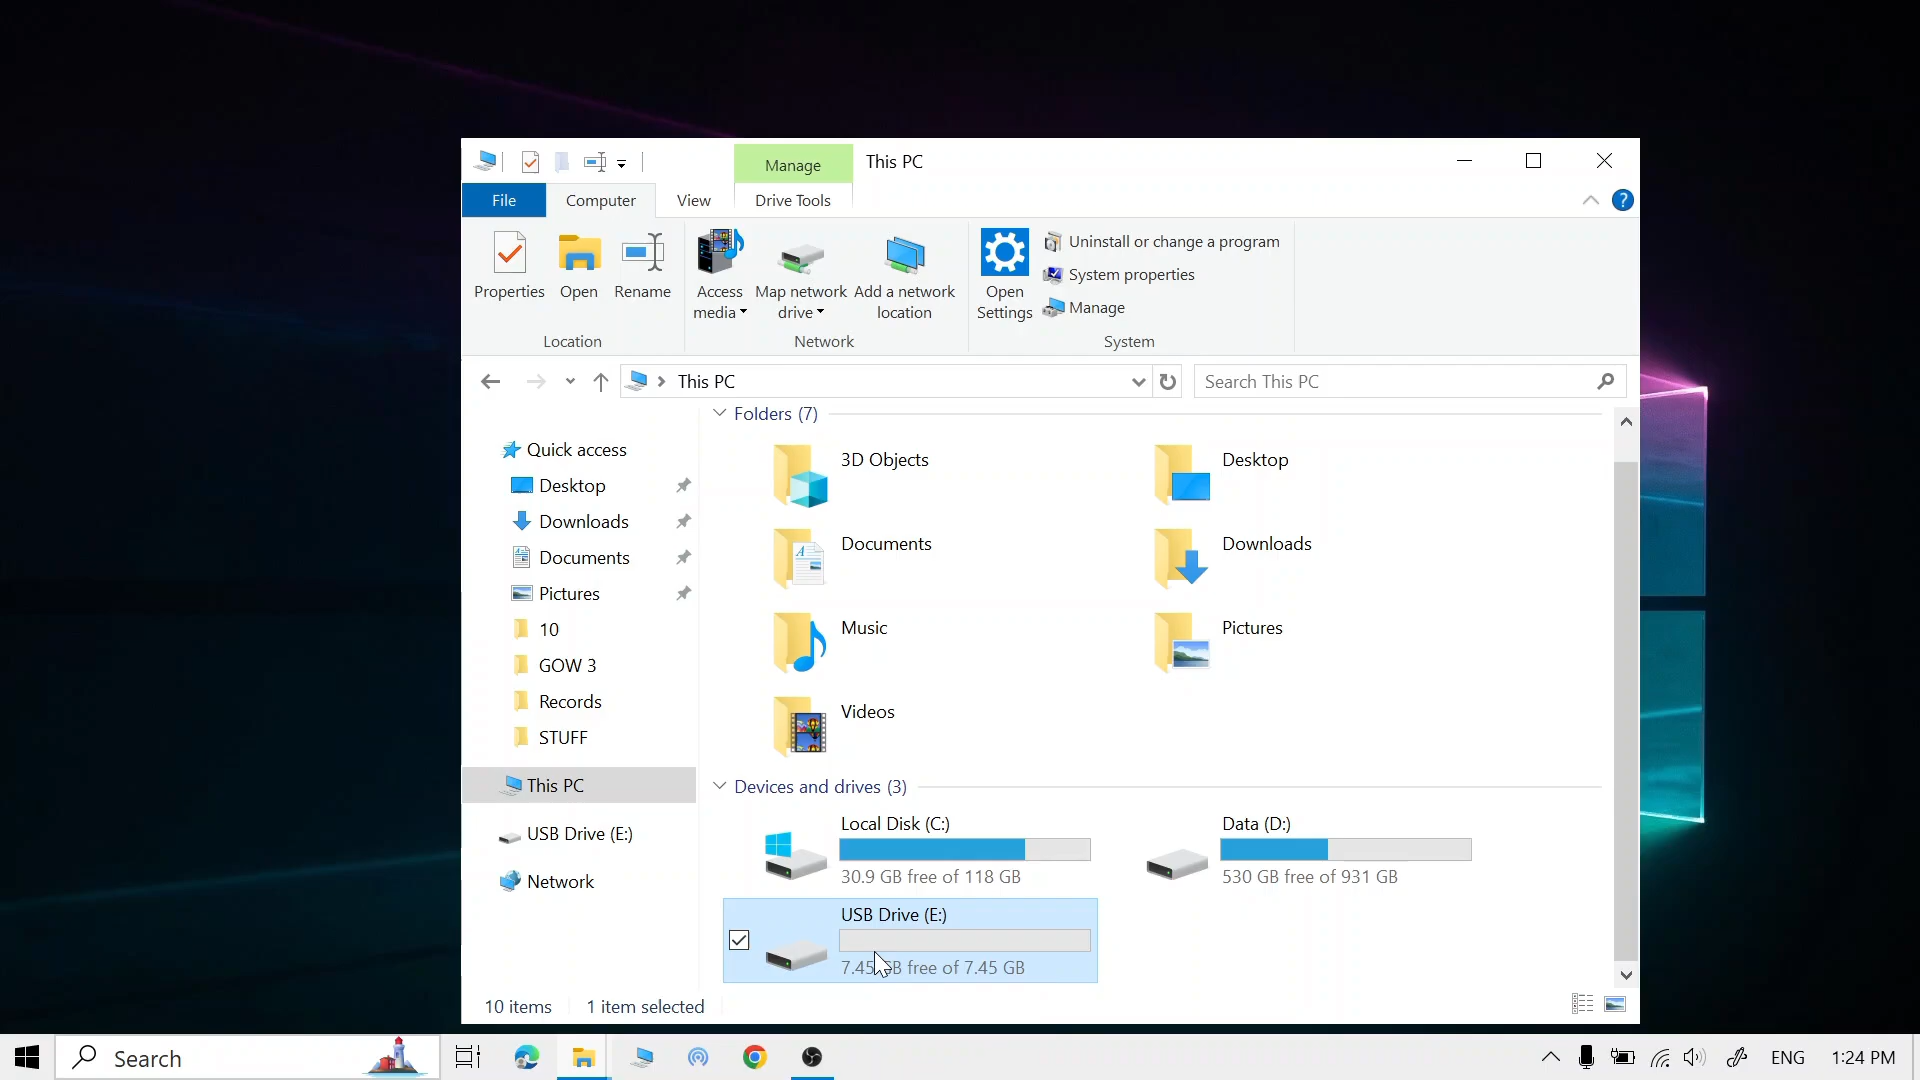 Manage
This PC
File
Computer
View
Drive Tools
Properties
Open
Rename
Access media
Map network drive
Add a network location
Open Settings
Uninstall or change a program
System properties
Manage
Location
Network
System
This PC
Search This PC
Quick access
Desktop
Downloads
Documents
Pictures
10
GOW 3
Records
STUFF
This PC
USB Drive (E:)
Network
Folders (7)
3D Objects
Desktop
Documents
Downloads
Music
Pictures
Videos
Devices and drives (3)
Local Disk (C:)
30.9 GB free of 118 GB
Data (D:)
530 GB free of 931 GB
USB Drive (E:)
7.45 GB free of 7.45 GB
10 items
1 item selected
Search
ENG
1:24 PM